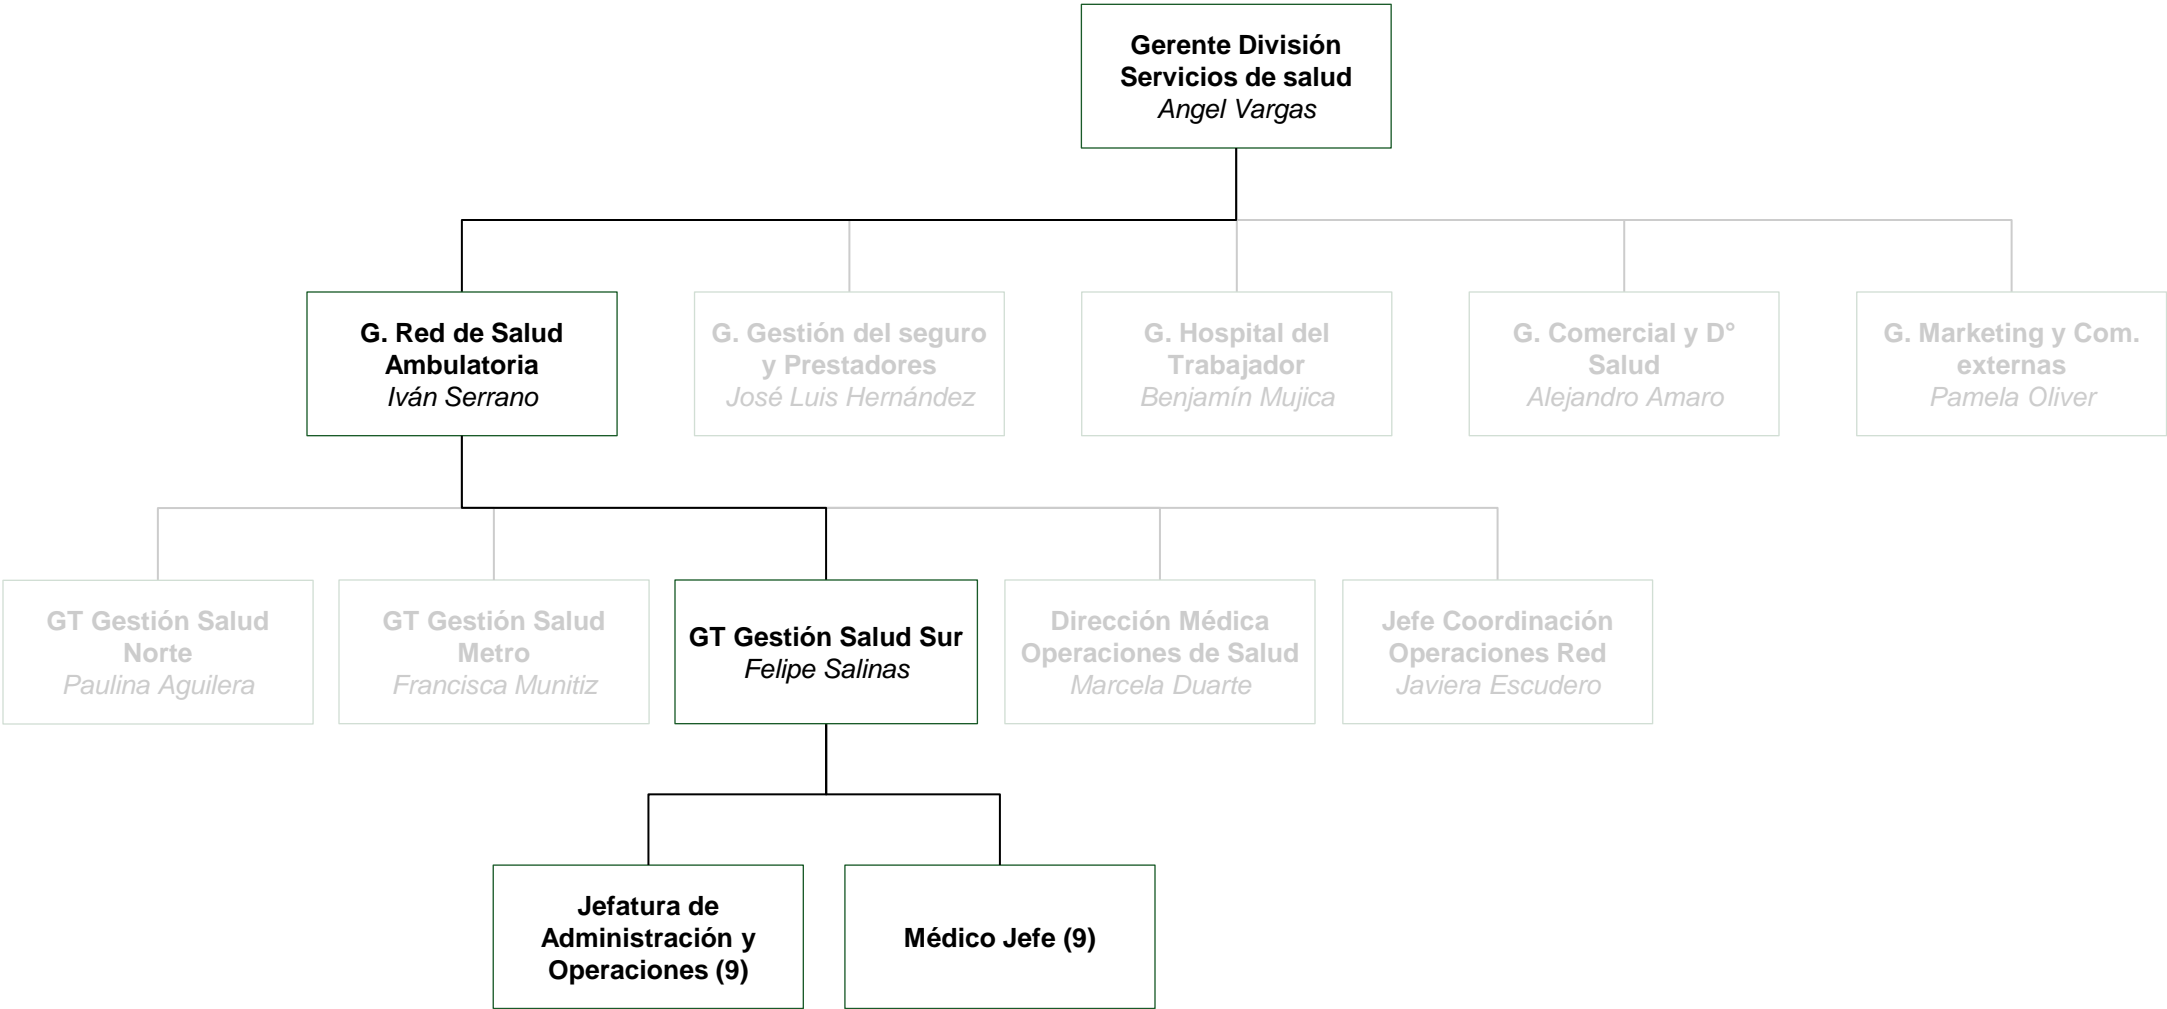 Gerente División
Servicios de salud
Angel Vargas
G. Red de Salud
Ambulatoria
Iván Serrano
G. Gestión del seguro
y Prestadores
José Luis Hernández
G. Hospital del
Trabajador
Benjamín Mujica
G. Comercial y D°
Salud
Alejandro Amaro
G. Marketing y Com.
externas
Pamela Oliver
GT Gestión Salud
Norte
Paulina Aguilera
GT Gestión Salud
Metro
Francisca Munitiz
GT Gestión Salud Sur
Felipe Salinas
Dirección Médica
Operaciones de Salud
Marcela Duarte
Jefe Coordinación
Operaciones Red
Javiera Escudero
Jefatura de
Administración y
Operaciones (9)
Médico Jefe (9)